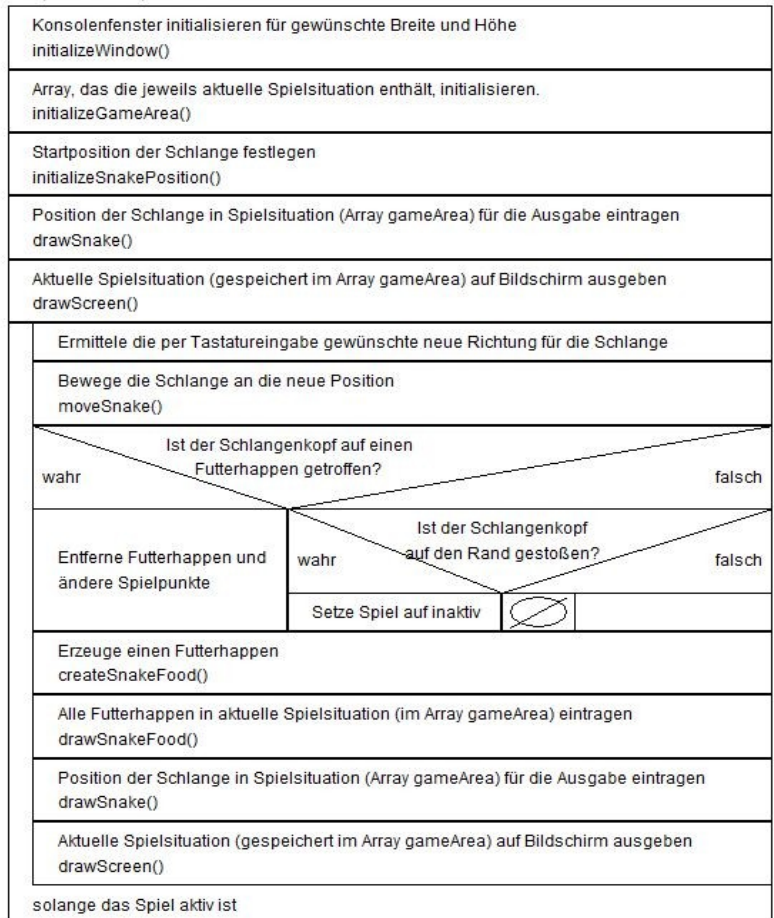 Konsolenfenster initialisieren für gewünschte Breite und Höhe
initializeWindow()
Array, das die jeweils aktuelle Spielsituation enthält, initialisieren.
initializeGameArea()
Startposition der Schlange festlegen
initializeSnakePosition()
Position der Schlange in Spielsituation (Array gameArea) für die Ausgabe eintragen
drawSnake()
Aktuelle Spielsituation (gespeichert im Array gameArea) auf Bildschirm ausgeben
drawScreen()
Ermittele die per Tastatureingabe gewünschte neue Richtung für die Schlange
Bewege die Schlange an die neue Position
moveSnake()
Ist der Schlangenkopf auf einen
Futterhappen getroffen?
wahr
falsch
Entferne Futterhappen und
ändere Spielpunkte
Ist der Schlangenkopf
auf den Rand gestoßen?
wahr
falsch
Setze Spiel auf inaktiv
Erzeuge einen Futterhappen
createSnakeFood()
Alle Futterhappen in aktuelle Spielsituation (im Array gameArea) eintragen
drawSnakeFood()
Position der Schlange in Spielsituation (Array gameArea) für die Ausgabe eintragen
drawSnake()
Aktuelle Spielsituation (gespeichert im Array gameArea) auf Bildschirm ausgeben
drawScreen()
solange das Spiel aktiv ist